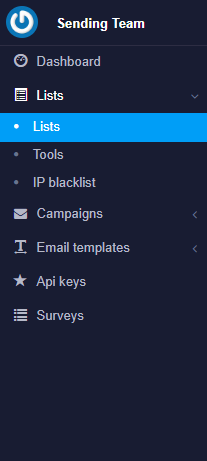 Sending Team
Dashboard
Lists
Lists
Tools
IP blacklist
Campaigns
Email templates
Api keys
Surveys